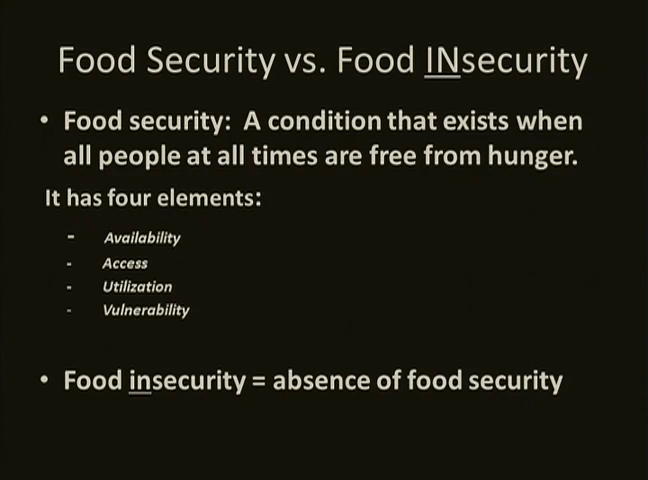 Food Security vs. Food INsecurity
• Food security: A condition that exists when
all people at all times are free from hunger.
It has four elements:
- Availability
- Access
- Utilization
- Vulnerability
• Food insecurity = absence of food security